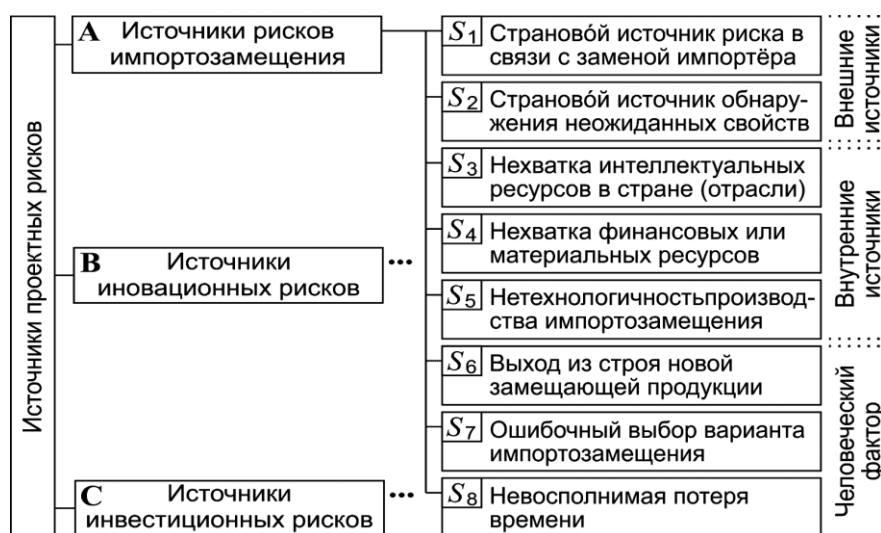 Источники проектных рисков
A Источники рисков
импортозамещения
B Источники
иновационных рисков
...
C Источники
инвестиционных рисков
...
S1 Страново́й источник риска в
связи с заменой импортёра
S2 Страново́й источник обнару-
жения неожиданных свойств
S3 Нехватка интеллектуальных
ресурсов в стране (отрасли)
S4 Нехватка финансовых или
материальных ресурсов
S5 Нетехнологичностьпроизвод-
ства импортозамещения
S6 Выход из строя новой
замещающей продукции
S7 Ошибочный выбор варианта
импортозамещения
S8 Невосполнимая потеря
времени
Внешние
источники
Внутренние
источники
Человеческий
фактор